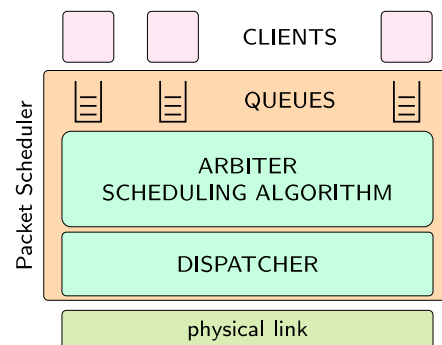 CLIENTS
QUEUES
Packet Scheduler
ARBITER
SCHEDULING ALGORITHM
DISPATCHER
physical link